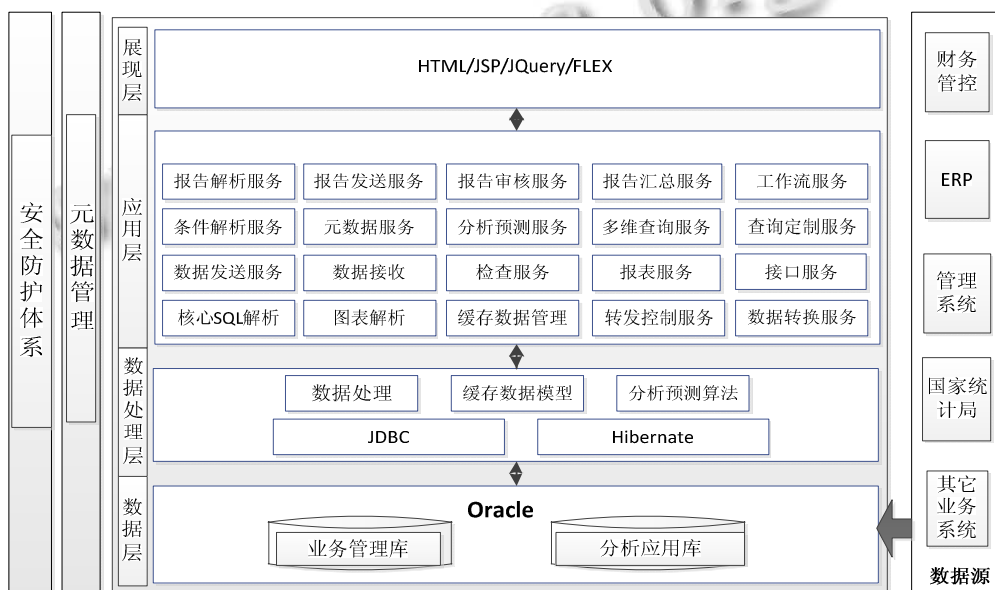 安全防护体系
元数据管理
展现层
HTML/JSP/JQuery/FLEX
应用层
报告解析服务
报告发送服务
报告审核服务
报告汇总服务
工作流服务
条件解析服务
元数据服务
分析预测服务
多维查询服务
查询定制服务
数据发送服务
数据接收
检查服务
报表服务
接口服务
核心SQL解析
图表解析
缓存数据管理
转发控制服务
数据转换服务
数据处理层
数据处理
缓存数据模型
分析预测算法
JDBC
Hibernate
数据层
Oracle
业务管理库
分析应用库
财务
管控
ERP
管理
系统
国家统
计局
其它
业务
系统
数据源